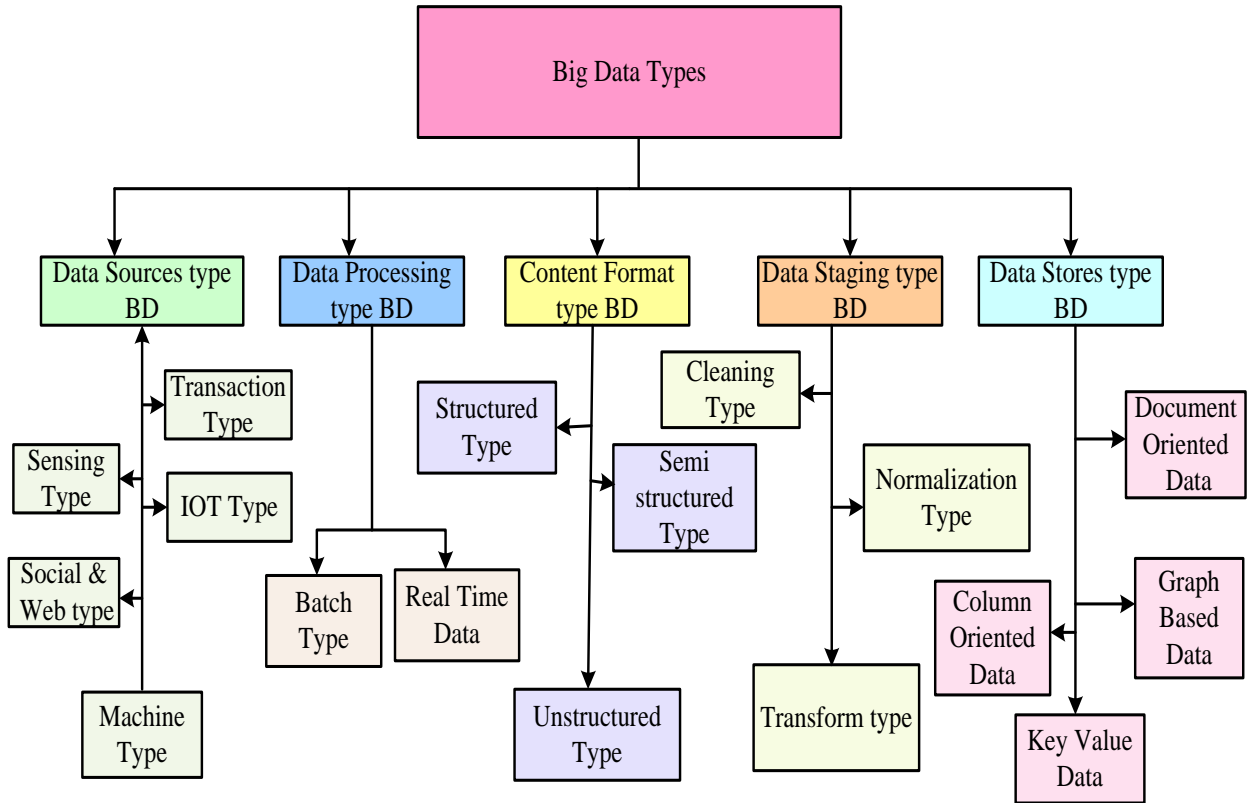 Big Data Types
Data Sources type
BD
Data Processing
type BD
Content Format
type BD
Data Staging type
BD
Data Stores type
BD
Transaction
Type
Sensing
Type
IOT Type
Social &
Web type
Machine
Type
Batch
Type
Real Time
Data
Structured
Type
Semi
structured
Type
Unstructured
Type
Cleaning
Type
Normalization
Type
Transform type
Document
Oriented
Data
Graph
Based
Data
Column
Oriented
Data
Key Value
Data